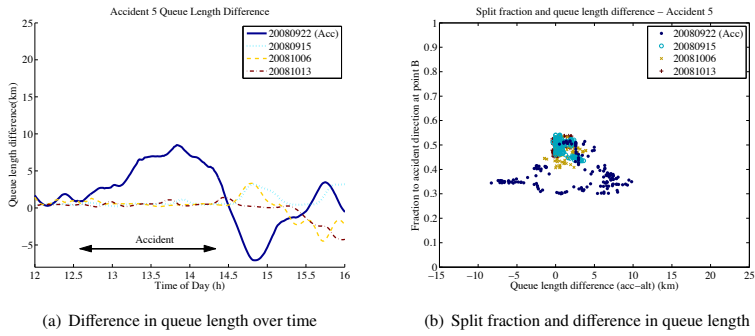 Accident 5 Queue Length Difference
20080922 (Acc)
20080915
20081006
20081013
Queue length difference(km)
25
20
15
10
5
0
−5
Accident
12 12.5 13 13.5 14 14.5 15 15.5 16
Time of Day (h)
(a) Difference in queue length over time
Split fraction and queue length difference – Accident 5
20080922 (Acc)
20080915
20081006
20081013
Fraction to accident direction at point B
1
0.9
0.8
0.7
0.6
0.5
0.4
0.3
0.2
0.1
0
−15 −10 −5 0 5 10 15 20 25
Queue length difference (acc-alt) (km)
(b) Split fraction and difference in queue length